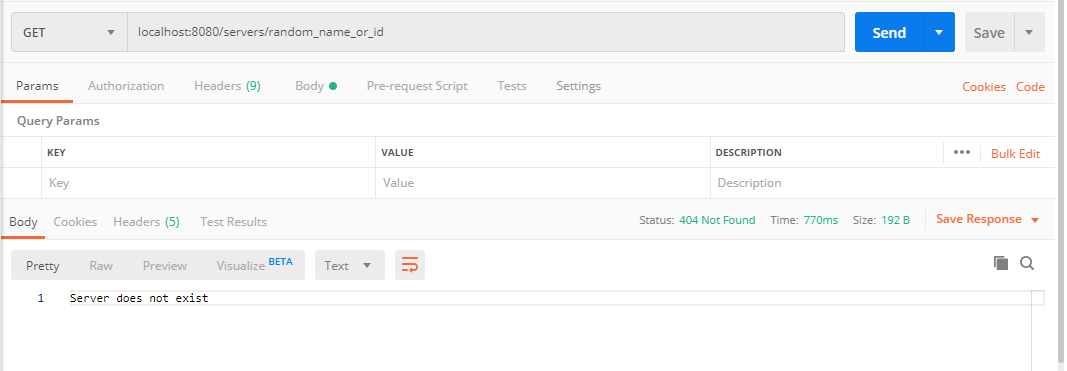 GET localhost:8080/servers/random_name_or_id Send Save
Params Authorization Headers (9) Body Pre-request Script Tests Settings Cookies Code
Query Params
KEY VALUE DESCRIPTION ••• Bulk Edit
Key Value Description
Body Cookies Headers (5) Test Results Status: 404 Not Found Time: 770ms Size: 192 B Save Response
Pretty Raw Preview Visualize BETA Text
1 Server does not exist